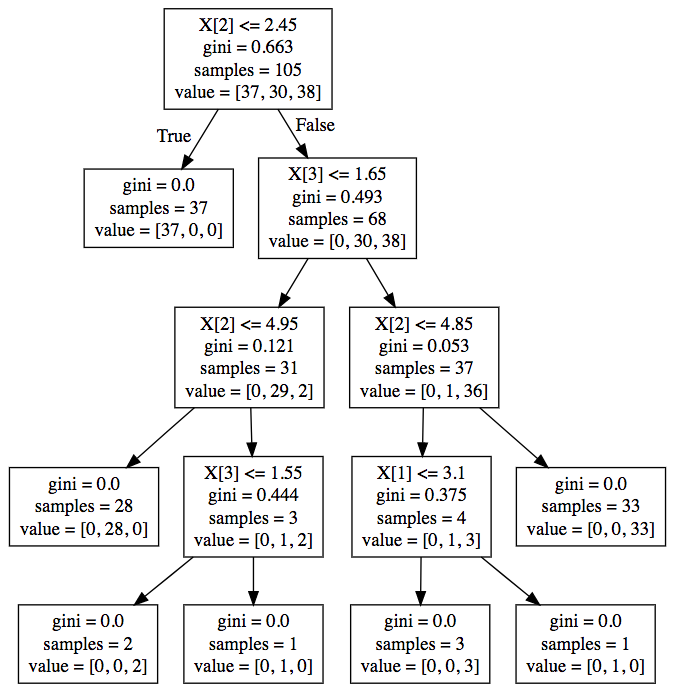 X[2] <= 2.45
gini = 0.663
samples = 105
value = [37, 30, 38]
True
False
gini = 0.0
samples = 37
value = [37, 0, 0]
X[3] <= 1.65
gini = 0.493
samples = 68
value = [0, 30, 38]
X[2] <= 4.95
gini = 0.121
samples = 31
value = [0, 29, 2]
X[2] <= 4.85
gini = 0.053
samples = 37
value = [0, 1, 36]
gini = 0.0
samples = 28
value = [0, 28, 0]
X[3] <= 1.55
gini = 0.444
samples = 3
value = [0, 1, 2]
X[1] <= 3.1
gini = 0.375
samples = 4
value = [0, 1, 3]
gini = 0.0
samples = 33
value = [0, 0, 33]
gini = 0.0
samples = 2
value = [0, 0, 2]
gini = 0.0
samples = 1
value = [0, 1, 0]
gini = 0.0
samples = 3
value = [0, 0, 3]
gini = 0.0
samples = 1
value = [0, 1, 0]